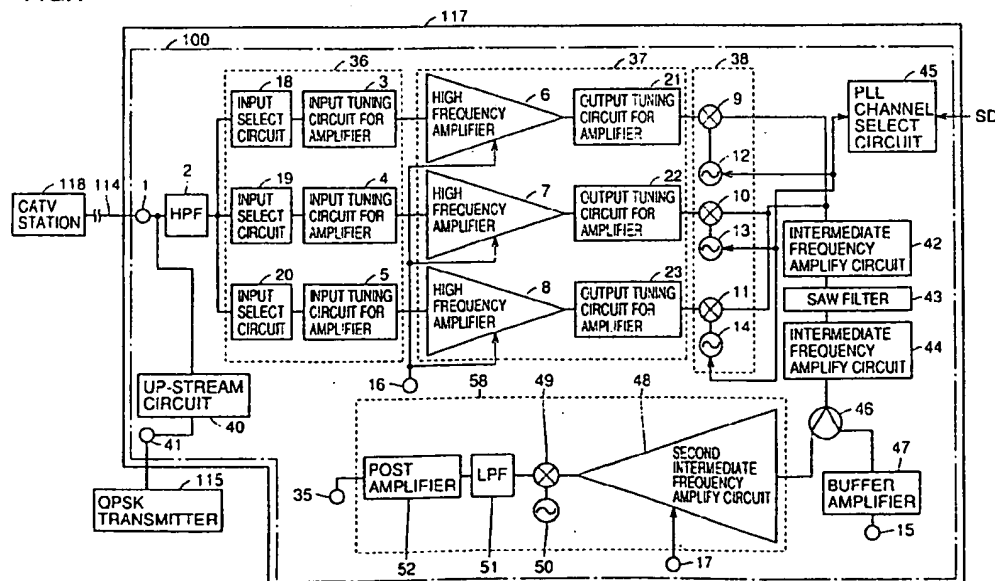 117
100
36
37
38
18
3
6
21
9
45
INPUT
SELECT
CIRCUIT
INPUT TUNING
CIRCUIT FOR
AMPLIFIER
HIGH
FREQUENCY
AMPLIFIER
OUTPUT TUNING
CIRCUIT FOR
AMPLIFIER
PLL
CHANNEL
SELECT
CIRCUIT
SD
12
118
114
1
2
19
4
7
22
10
CATV
STATION
HPF
INPUT
SELECT
CIRCUIT
INPUT TUNING
CIRCUIT FOR
AMPLIFIER
HIGH
FREQUENCY
AMPLIFIER
OUTPUT TUNING
CIRCUIT FOR
AMPLIFIER
13
INTERMEDIATE
FREQUENCY
AMPLIFY CIRCUIT
42
20
5
8
23
11
INPUT
SELECT
CIRCUIT
INPUT TUNING
CIRCUIT FOR
AMPLIFIER
HIGH
FREQUENCY
AMPLIFIER
OUTPUT TUNING
CIRCUIT FOR
AMPLIFIER
14
SAW FILTER
43
INTERMEDIATE
FREQUENCY
AMPLIFY CIRCUIT
44
16
58
49
48
46
UP-STREAM
CIRCUIT
40
41
POST
AMPLIFIER
LPF
SECOND
INTERMEDIATE
FREQUENCY
AMPLIFY CIRCUIT
47
BUFFER
AMPLIFIER
115
35
QPSK
TRANSMITTER
52
51
50
17
15